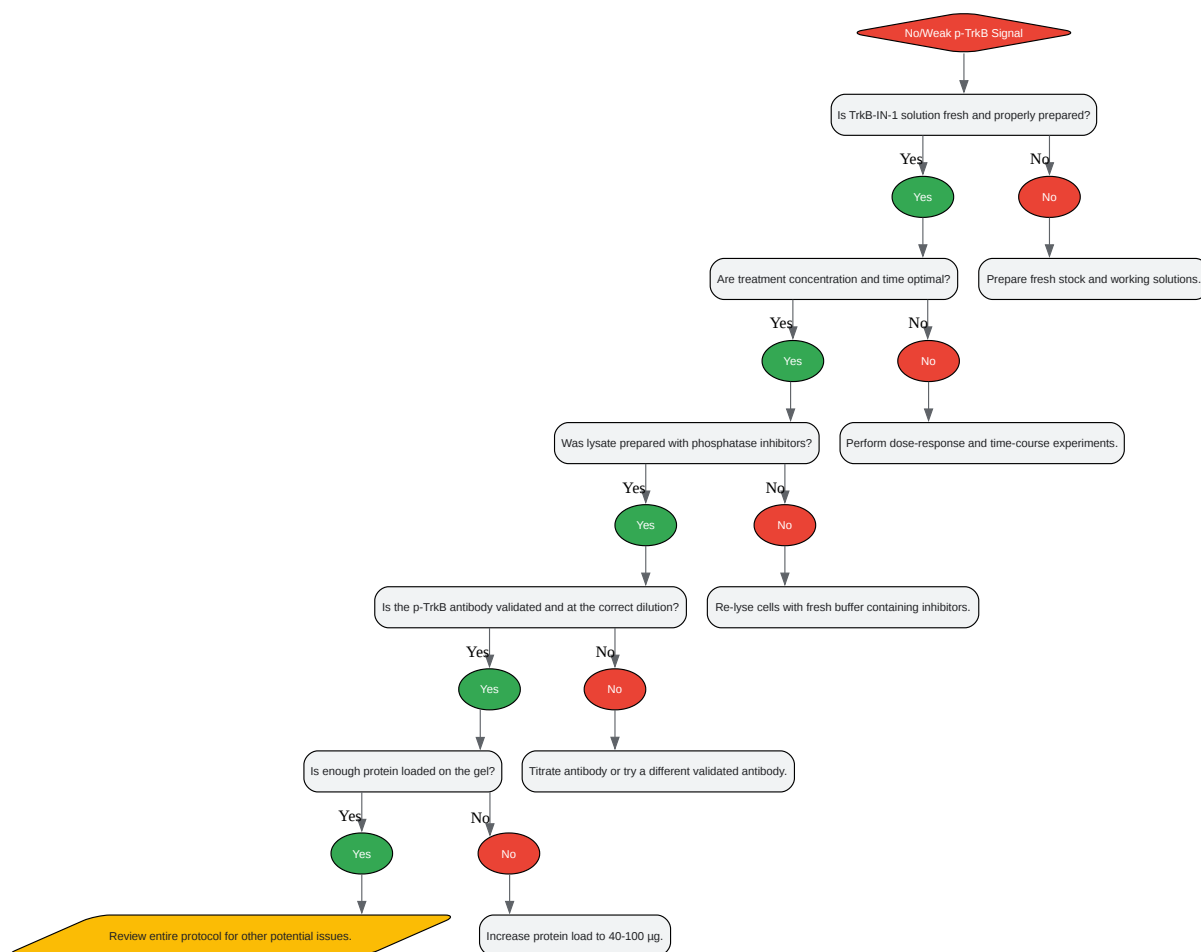 No/Weak p-TrkB Signal
Is TrkB-IN-1 solution fresh and properly prepared?
Yes
No
Yes
No
Are treatment concentration and time optimal?
Prepare fresh stock and working solutions.
Yes
No
Yes
No
Was lysate prepared with phosphatase inhibitors?
Perform dose-response and time-course experiments.
Yes
No
Yes
No
Is the p-TrkB antibody validated and at the correct dilution?
Re-lyse cells with fresh buffer containing inhibitors.
Yes
No
Yes
No
Is enough protein loaded on the gel?
Titrate antibody or try a different validated antibody.
Yes
No
Yes
No
Review entire protocol for other potential issues.
Increase protein load to 40-100 µg.